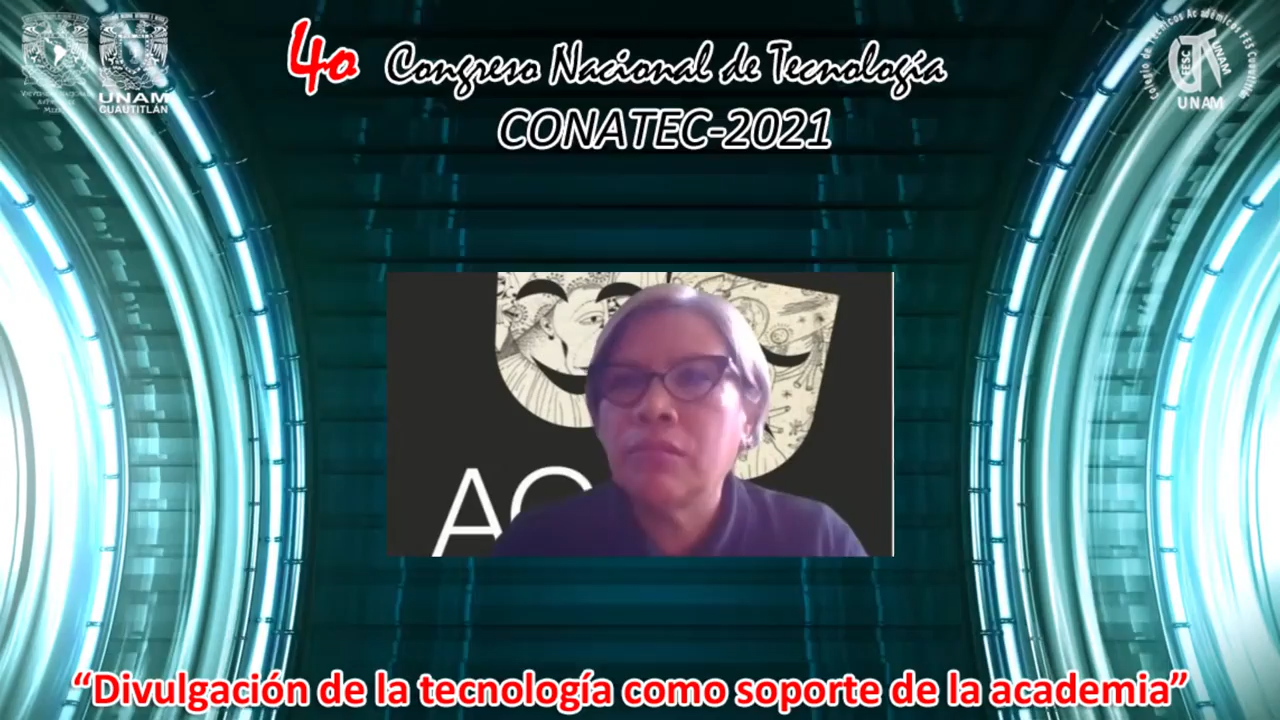 4o Congreso Nacional de Tecnología
CONATEC-2021
UNAM
CUAUTITLÁN
UNAM
“Divulgación de la tecnología como soporte de la academia”